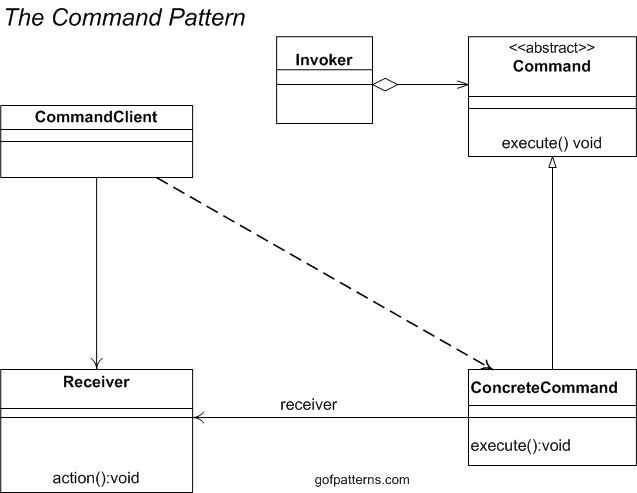 The Command Pattern
<<abstract>>
Invoker
Command
CommandClient
execute() void
Receiver
ConcreteCommand
receiver
execute():void
action():void
gofpatterns.com